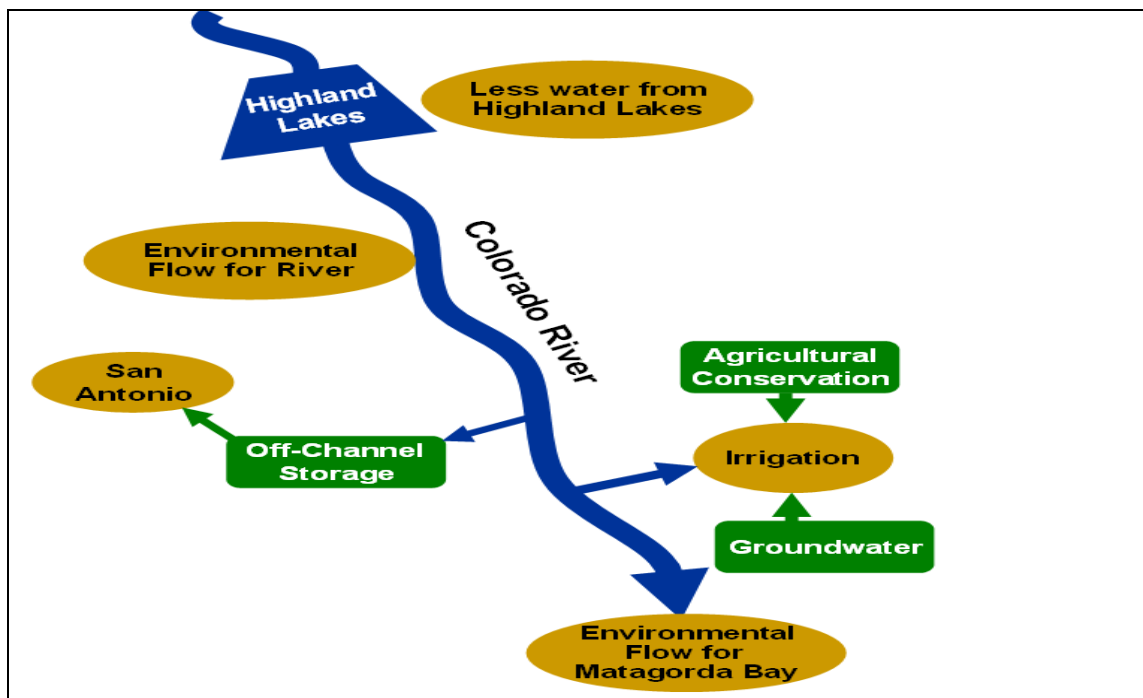 Highland
Lakes
Less water from
Highland Lakes
Environmental
Flow for River
Colorado River
San
Antonio
Off-Channel
Storage
Agricultural
Conservation
Irrigation
Groundwater
Environmental
Flow for
Matagorda Bay